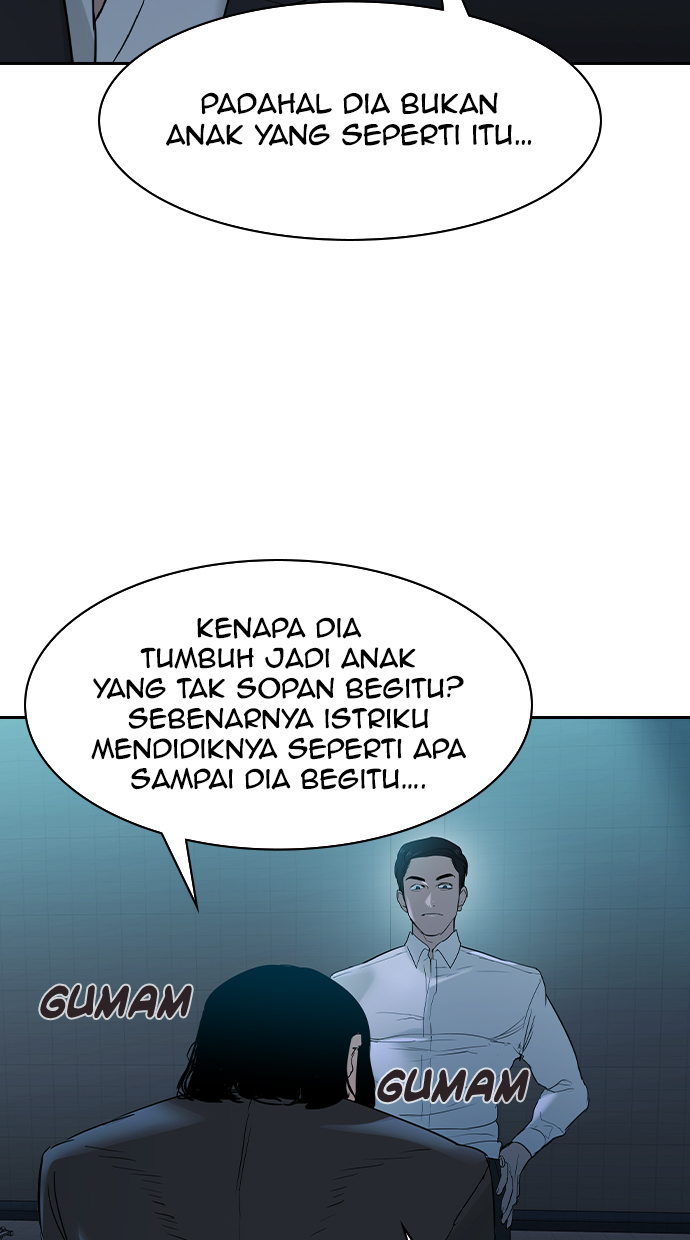 PADAHAL DIA BUKAN
ANAK YANG SEPERTI ITU...
KENAPA DIA
TUMBUH JADI ANAK
YANG TAK SOPAN BEGITU?
SEBENARNYA ISTRIKU
MENDIDIKNYA SEPERTI APA
SAMPAI DIA BEGITU....
GUMAM
GUMAM